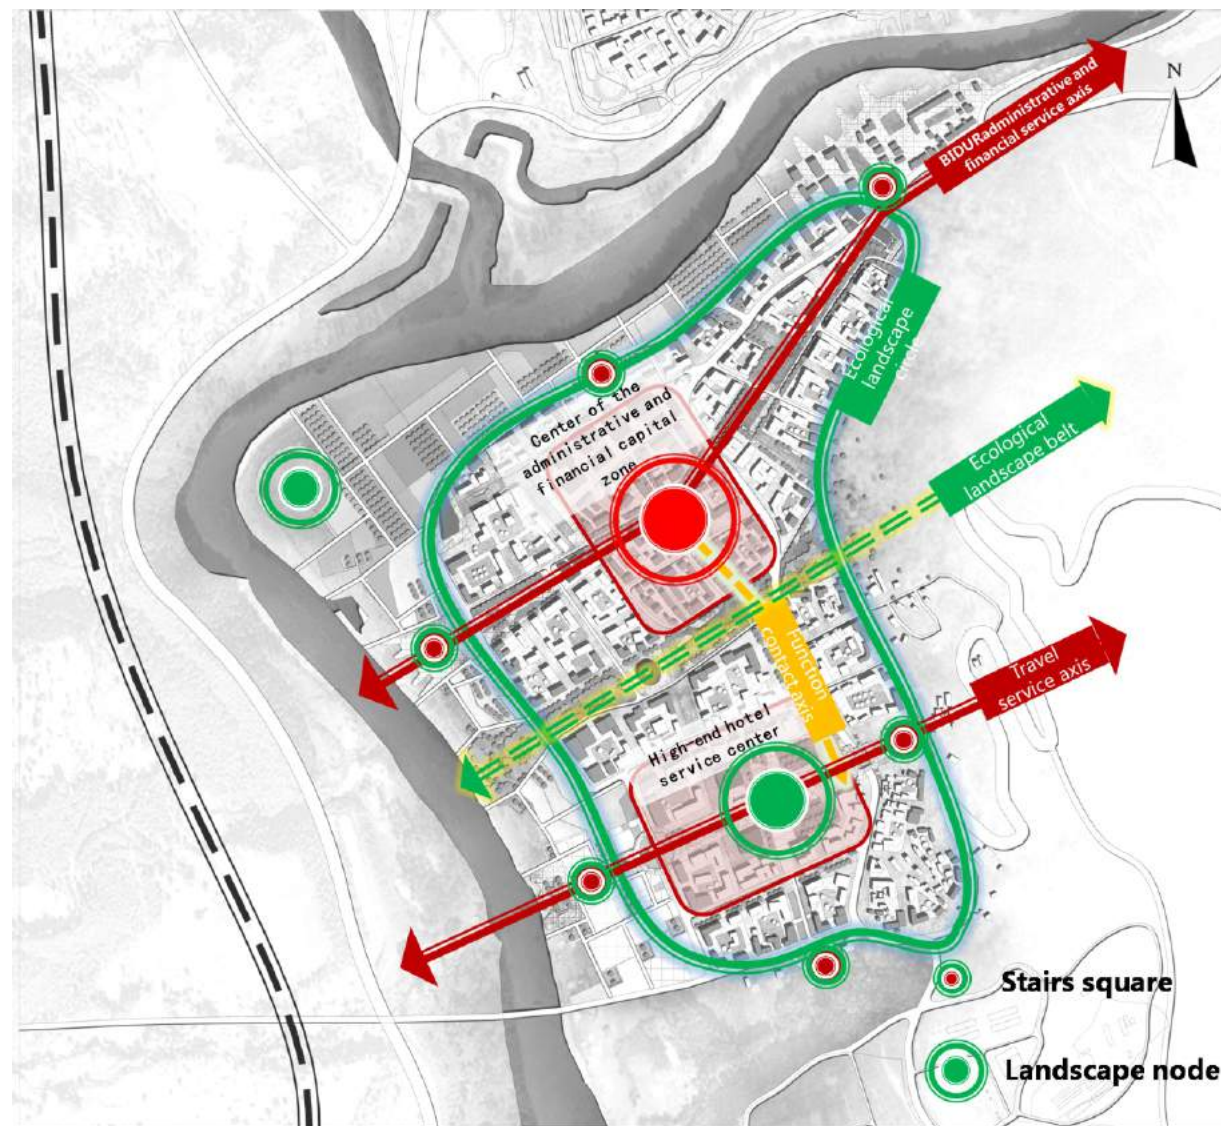 N
BIDURadministrative and
financial service axis
Ecological
landscape
Center of the
administrative and
financial capital
zone
Ecological
landscape belt
Function
contact axis
Travel
service axis
High-end hotel
service center
Stairs square
Landscape node